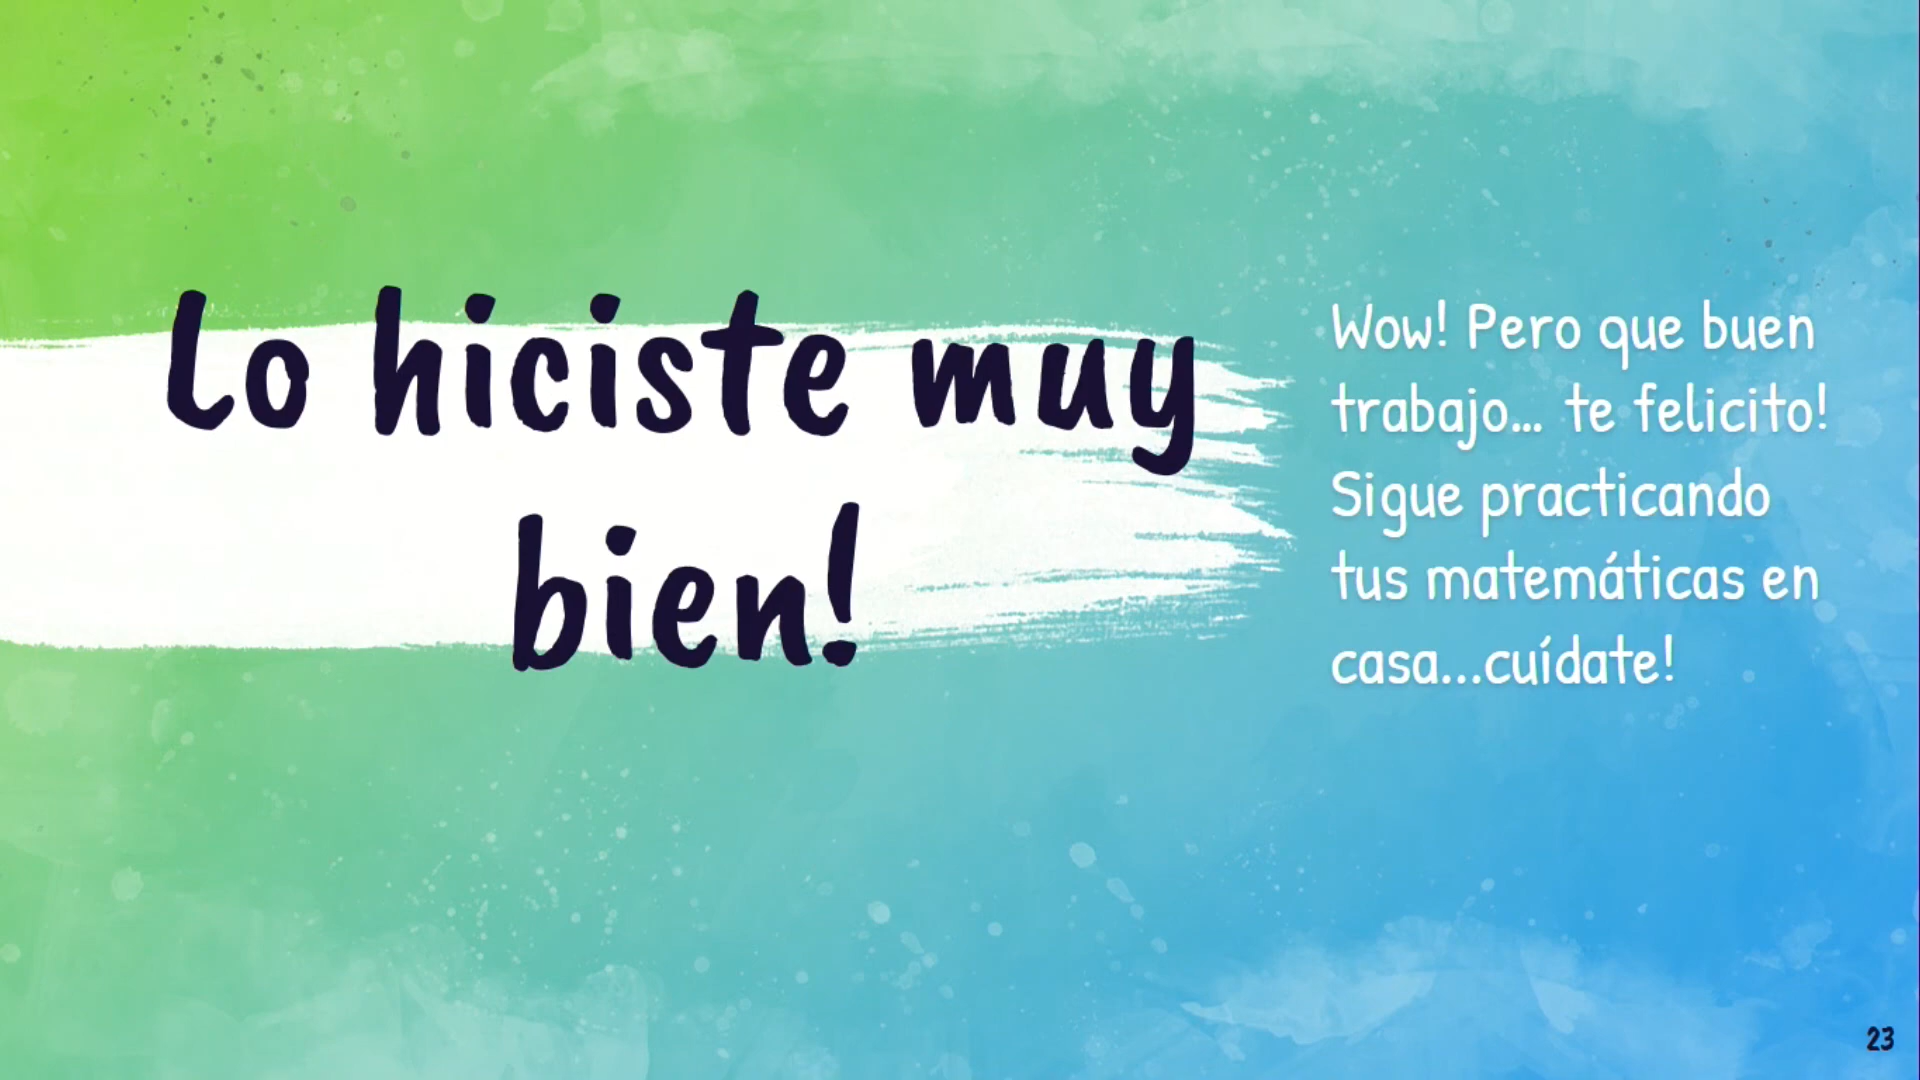 Lo hiciste muy
bien!
Wow! Pero que buen
trabajo... te felicito!
Sigue practicando
tus matemáticas en
casa...cuídate!
23